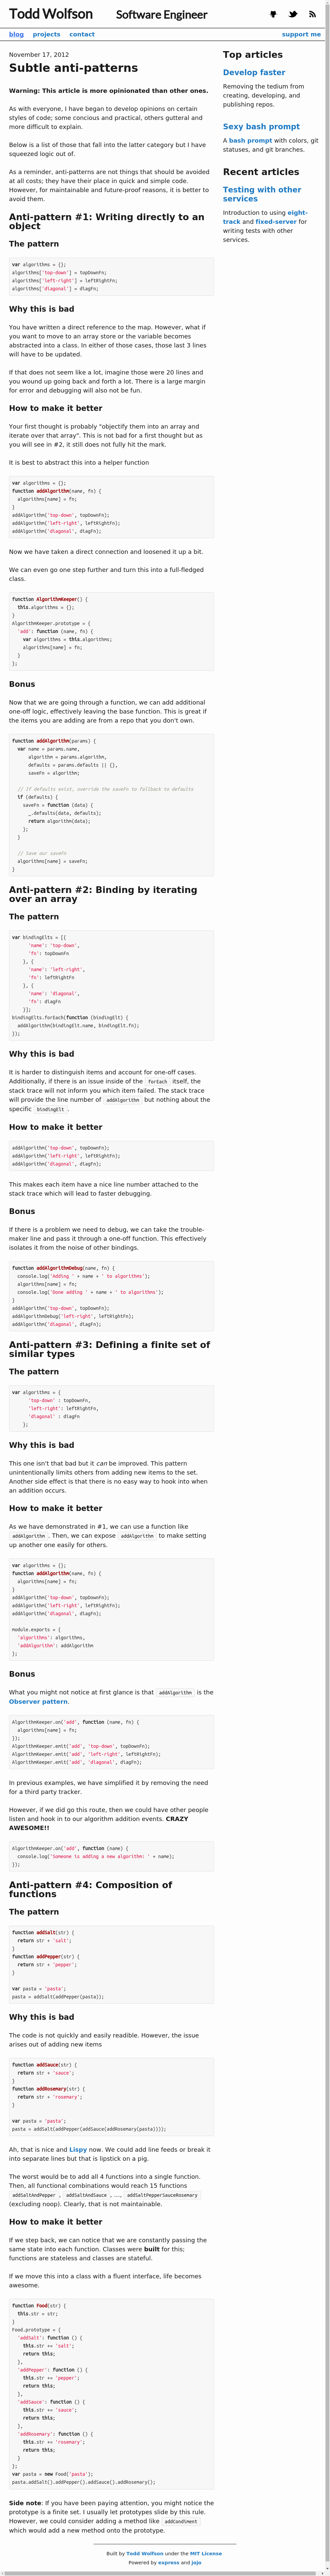 Todd Wolfson
Software Engineer
blog projects contact support me
November 17, 2012
Subtle anti-patterns
Warning: This article is more opinionated than others.
As with everyone, I have began to develop opinions on certain
styles of code; some concious and practical, others gutteral and
more difficult to explain.
Below is a list of those that fall into the latter category but I have
squeezed logic out of.
As a reminder, anti-patterns are not things that should be avoided
at all costs; they have their place in quick and simple code.
However, for maintainable and future-proof reasons, it is better to
avoid them.
Anti-pattern #1: Writing directly to an
object
The pattern
var algorithms = {};
algorithms['top-down'] = topDownFn;
algorithms['left-right'] = leftRightFn;
algorithms['diagonal'] = diagFn;
Why this is bad
You have written a direct reference to the map. However, what if
you want to move to an array store or the variable becomes
abstracted into a class. In either of those cases, those last 3 lines
will have to be updated.
If that does not seem like a lot, imagine those were 20 lines and
you wound up going back and forth a lot. There is a large margin
for error and debugging will also not be fun.
How to make it better
Your first thought is probably "objectify them into an array and
iterate over that array". This is not bad for a first thought but as
you will see in #2, it still does not fully hit the mark.
It is best to abstract this into a helper function
var algorithms = {};
function addAlgorithm(name, fn) {
  algorithms[name] = fn;
}
addAlgorithm('top-down', topDownFn);
addAlgorithm('left-right', leftRightFn);
addAlgorithm('diagonal', diagFn);
Now we have taken a direct connection and loosened it up a bit.
We can even go one step further and turn this into a full-fledged
class.
function AlgorithmKeeper() {
  this.algorithms = {};
}
AlgorithmKeeper.prototype = {
  'add': function (name, fn) {
    var algorithms = this.algorithms;
    algorithms[name] = fn;
  }
};
Bonus
Now that we are going through a function, we can add additional
one-off logic, effectively leaving the base function. This is great if
the items you are adding are from a repo that you don't own.
function addAlgorithm(params) {
  var name = params.name,
      algorithm = params.algorithm,
      defaults = params.defaults || {},
      saveFn = algorithm;
  // If defaults exist, override the saveFn to fallback to defaults
  if (defaults) {
    saveFn = function (data) {
      _.defaults(data, defaults);
      return algorithm(data);
    };
  }
  // Save our saveFn
  algorithms[name] = saveFn;
}
Anti-pattern #2: Binding by iterating
over an array
The pattern
var bindingElts = [{
      'name': 'top-down',
      'fn': topDownFn
    }, {
      'name': 'left-right',
      'fn': leftRightFn
    }, {
      'name': 'diagonal',
      'fn': diagFn
    }];
bindingElts.forEach(function (bindingElt) {
  addAlgorithm(bindingElt.name, bindingElt.fn);
});
Why this is bad
It is harder to distinguish items and account for one-off cases.
Additionally, if there is an issue inside of the forEach itself, the
stack trace will not inform you which item failed. The stack trace
will provide the line number of addAlgorithm but nothing about the
specific bindingElt.
How to make it better
addAlgorithm('top-down', topDownFn);
addAlgorithm('left-right', leftRightFn);
addAlgorithm('diagonal', diagFn);
This makes each item have a nice line number attached to the
stack trace which will lead to faster debugging.
Bonus
If there is a problem we need to debug, we can take the trouble-
maker line and pass it through a one-off function. This effectively
isolates it from the noise of other bindings.
function addAlgorithmDebug(name, fn) {
  console.log('Adding ' + name + ' to algorithms');
  algorithms[name] = fn;
  console.log('Done adding ' + name + ' to algorithms');
}
addAlgorithm('top-down', topDownFn);
addAlgorithmDebug('left-right', leftRightFn);
addAlgorithm('diagonal', diagFn);
Anti-pattern #3: Defining a finite set of
similar types
The pattern
var algorithms = {
      'top-down' : topDownFn,
      'left-right': leftRightFn,
      'diagonal' : diagFn
    };
Why this is bad
This one isn't that bad but it can be improved. This pattern
unintentionally limits others from adding new items to the set.
Another side effect is that there is no easy way to hook into when
an addition occurs.
How to make it better
As we have demonstrated in #1, we can use a function like
addAlgorithm. Then, we can expose addAlgorithm to make setting
up another one easily for others.
var algorithms = {};
function addAlgorithm(name, fn) {
  algorithms[name] = fn;
}
addAlgorithm('top-down', topDownFn);
addAlgorithm('left-right', leftRightFn);
addAlgorithm('diagonal', diagFn);
module.exports = {
  'algorithms': algorithms,
  'addAlgorithm': addAlgorithm
};
Bonus
What you might not notice at first glance is that addAlgorithm is the
Observer pattern.
AlgorithmKeeper.on('add', function (name, fn) {
  algorithms[name] = fn;
});
AlgorithmKeeper.emit('add', 'top-down', topDownFn);
AlgorithmKeeper.emit('add', 'left-right', leftRightFn);
AlgorithmKeeper.emit('add', 'diagonal', diagFn);
In previous examples, we have simplified it by removing the need
for a third party tracker.
However, if we did go this route, then we could have other people
listen and hook in to our algorithm addition events. CRAZY
AWESOME!!
AlgorithmKeeper.on('add', function (name) {
  console.log('Someone is adding a new algorithm: ' + name);
});
Anti-pattern #4: Composition of
functions
The pattern
function addSalt(str) {
  return str + 'salt';
}
function addPepper(str) {
  return str + 'pepper';
}
var pasta = 'pasta';
pasta = addSalt(addPepper(pasta));
Why this is bad
The code is not quickly and easily readible. However, the issue
arises out of adding new items
function addSauce(str) {
  return str + 'sauce';
}
function addRosemary(str) {
  return str + 'rosemary';
}
var pasta = 'pasta';
pasta = addSalt(addPepper(addSauce(addRosemary(pasta))));
Ah, that is nice and Lispy now. We could add line feeds or break it
into separate lines but that is lipstick on a pig.
The worst would be to add all 4 functions into a single function.
Then, all functional combinations would reach 15 functions
addSaltAndPepper, addSaltAndSauce, ..., addSaltPepperSauceRosemary
(excluding noop). Clearly, that is not maintainable.
How to make it better
If we step back, we can notice that we are constantly passing the
same state into each function. Classes were built for this;
functions are stateless and classes are stateful.
If we move this into a class with a fluent interface, life becomes
awesome.
function Food(str) {
  this.str = str;
}
Food.prototype = {
  'addSalt': function () {
    this.str += 'salt';
    return this;
  },
  'addPepper': function () {
    this.str += 'pepper';
    return this;
  },
  'addSauce': function () {
    this.str += 'sauce';
    return this;
  },
  'addRosemary': function () {
    this.str += 'rosemary';
    return this;
  }
};
var pasta = new Food('pasta');
pasta.addSalt().addPepper().addSauce().addRosemary();
Side note: If you have been paying attention, you might notice the
prototype is a finite set. I usually let prototypes slide by this rule.
However, we could consider adding a method like addCondiment
which would add a new method onto the prototype.
Top articles
Develop faster
Removing the tedium from
creating, developing, and
publishing repos.
Sexy bash prompt
A bash prompt with colors, git
statuses, and git branches.
Recent articles
Testing with other
services
Introduction to using eight-
track and fixed-server for
writing tests with other
services.
Built by Todd Wolfson under the MIT License
Powered by express and jojo